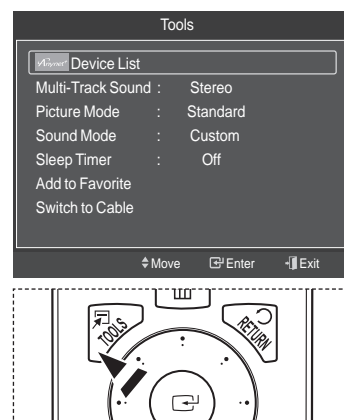 Tools
Anynet+ Device List
Multi-Track Sound : Stereo
Picture Mode : Standard
Sound Mode : Custom
Sleep Timer : Off
Add to Favorite
Switch to Cable
Move Enter Exit
TOOLS RETURN